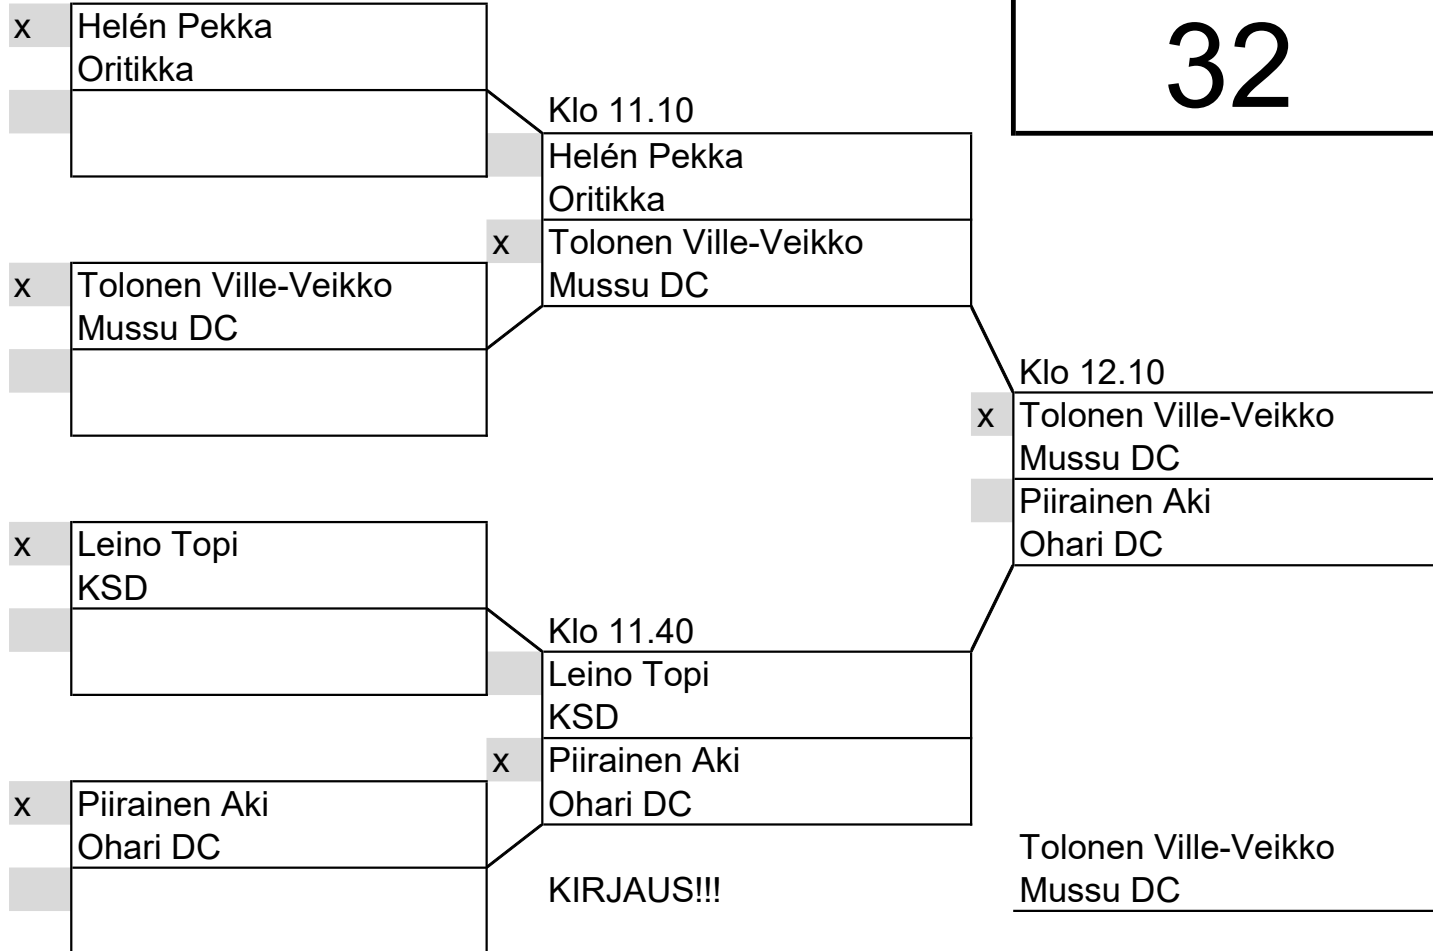 x Helén Pekka
Oritikka
32
Klo 11.10
Helén Pekka
Oritikka
x Tolonen Ville-Veikko
Mussu DC
x Tolonen Ville-Veikko
Mussu DC
Klo 12.10
x Tolonen Ville-Veikko
Mussu DC
Piirainen Aki
Ohari DC
x Leino Topi
KSD
Klo 11.40
Leino Topi
KSD
x Piirainen Aki
Ohari DC
x Piirainen Aki
Ohari DC
KIRJAUS!!!
Tolonen Ville-Veikko
Mussu DC